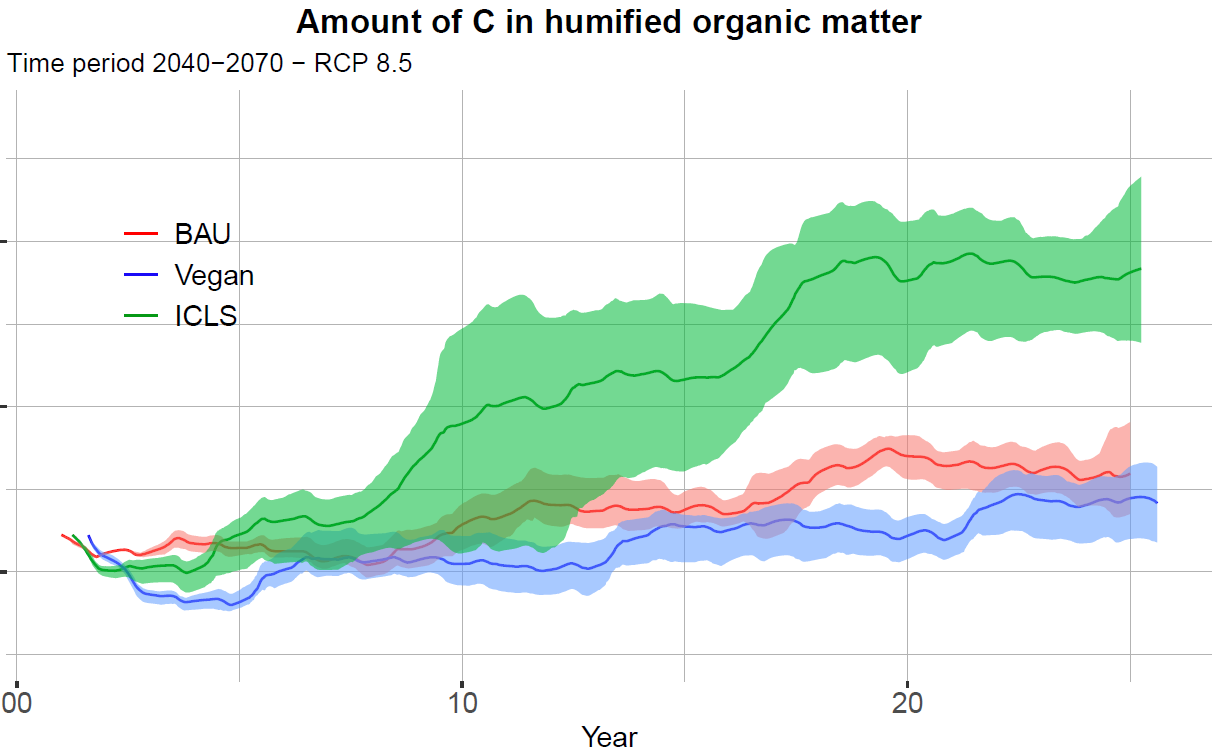 Amount of C in humified organic matter
Time period 2040−2070 − RCP 8.5
BAU
Vegan
ICLS
00 10 20
Year